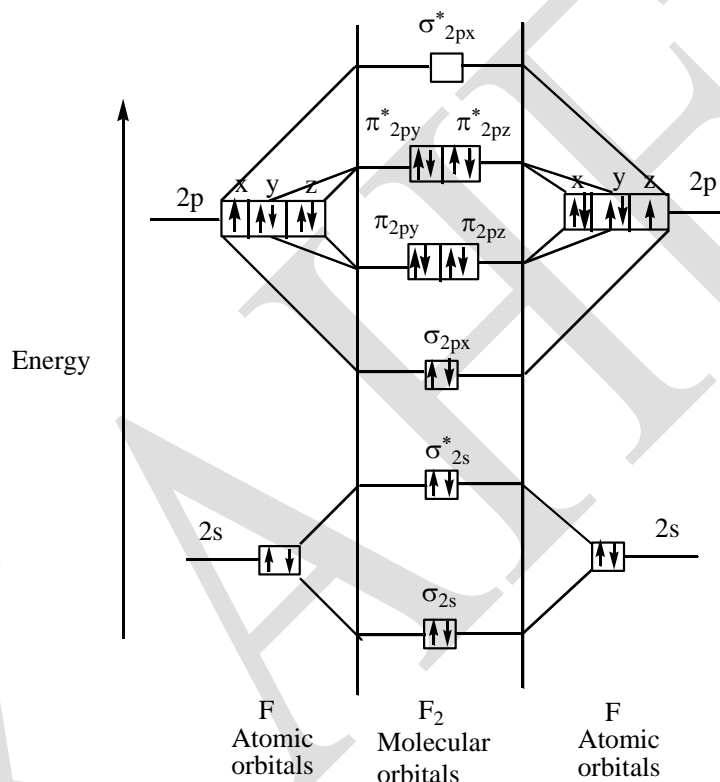 σ*2px
π*2py π*2pz
x y z
2p
x y z
2p
π2py π2pz
Energy
σ2px
σ*2s
2s
2s
σ2s
F
Atomic
orbitals
F2
Molecular
orbitals
F
Atomic
orbitals